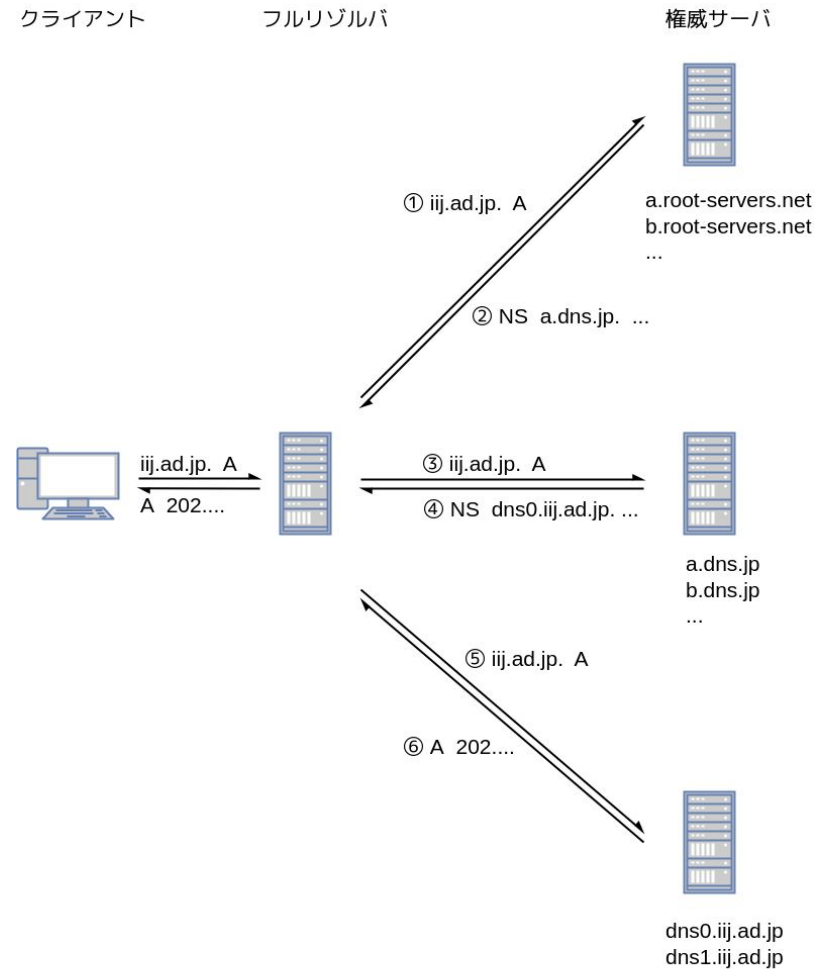 クライアント
フルリゾルバ
権威サーバ
① iij.ad.jp. A
a.root-servers.net
b.root-servers.net
...
② NS a.dns.jp. ...
iij.ad.jp. A
A 202....
③ iij.ad.jp. A
④ NS dns0.iij.ad.jp. ...
a.dns.jp
b.dns.jp
...
⑤ iij.ad.jp. A
⑥ A 202....
dns0.iij.ad.jp
dns1.iij.ad.jp